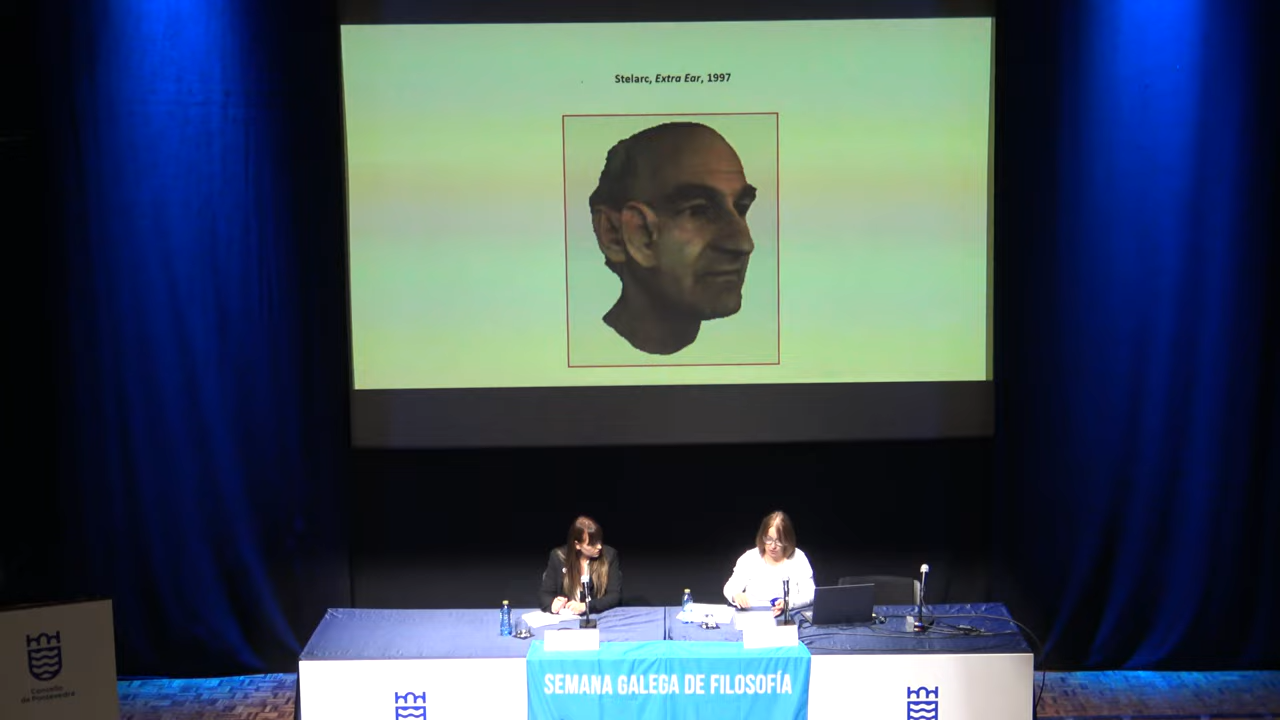 Stelarc, Extra Ear, 1997
SEMANA GALEGA DE FILOSOFÍA
Concello
de Pontevedra